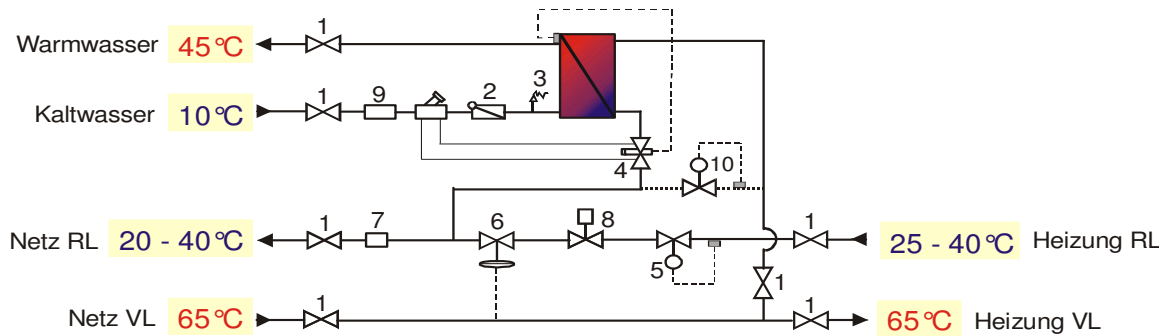 Warmwasser 45°C 1
Kaltwasser 10°C 1 9 2 3
4 10
Netz RL 20 - 40°C 1 7 6 8 5 1 25 - 40°C Heizung RL
1
Netz VL 65°C 1 1 65°C Heizung VL